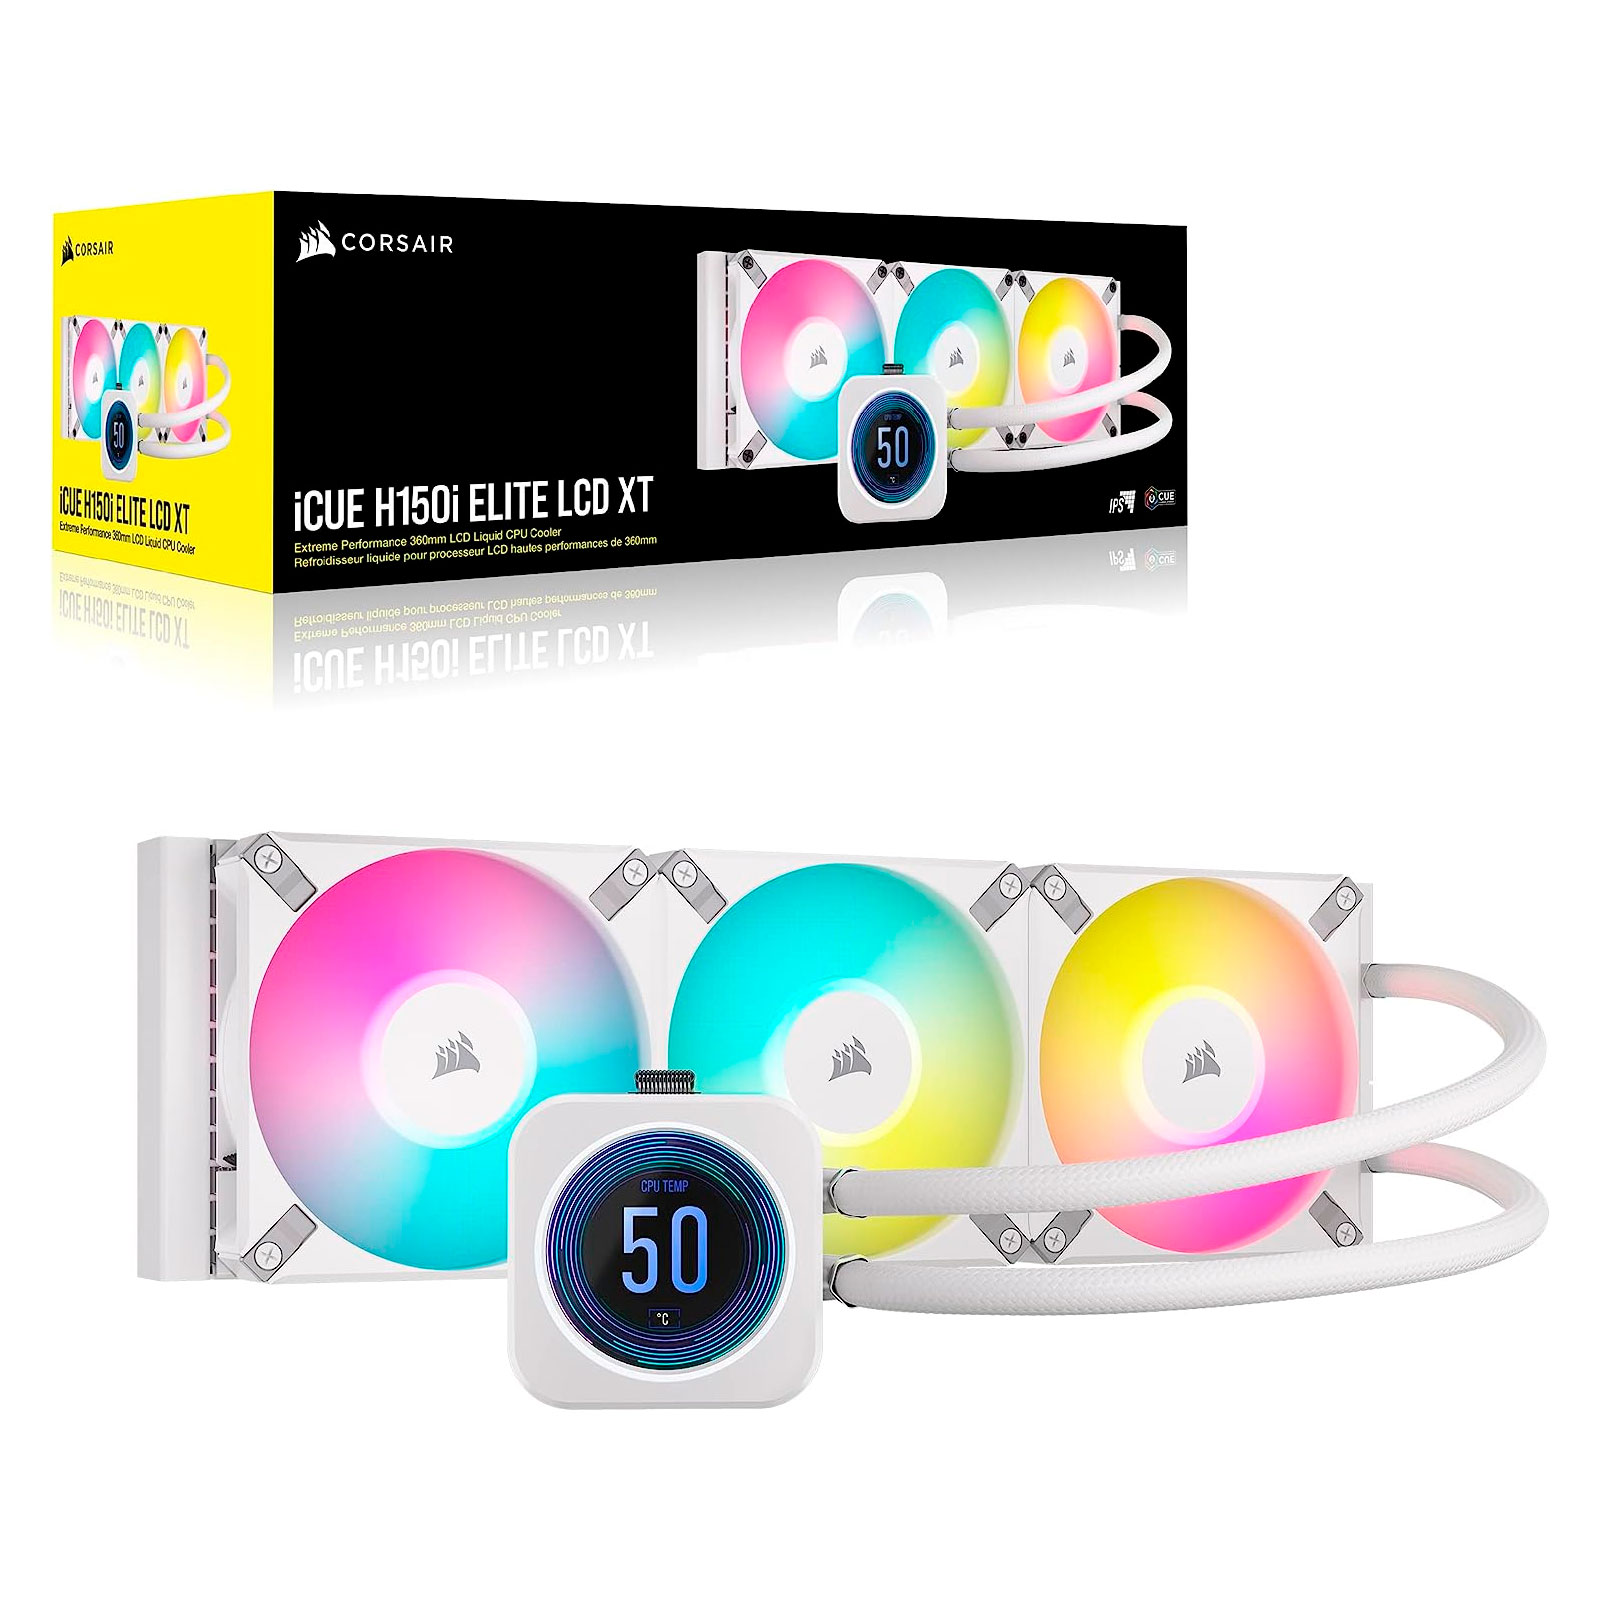 CORSAIR
iCUE H150i ELITE LCD XT
Extreme Performance 360mm LCD Liquid CPU Cooler
50
CORSAIR
50
°C
iCUE H150i ELITE LCD XT
Extreme Performance 360mm LCD Liquid CPU Cooler
Refroidisseur liquide pour processeur LCD hautes performances de 360mm
IPS
iCUE
CPU TEMP
50
°C